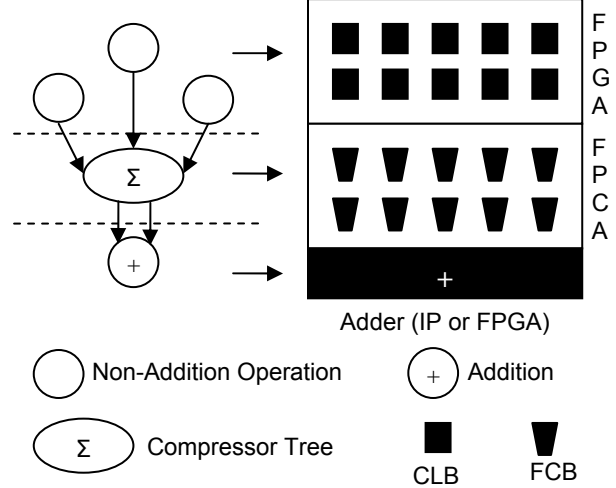 F
P
G
A
Σ
F
P
C
A
+
+
Adder (IP or FPGA)
Non-Addition Operation
+ Addition
Σ Compressor Tree
CLB
FCB